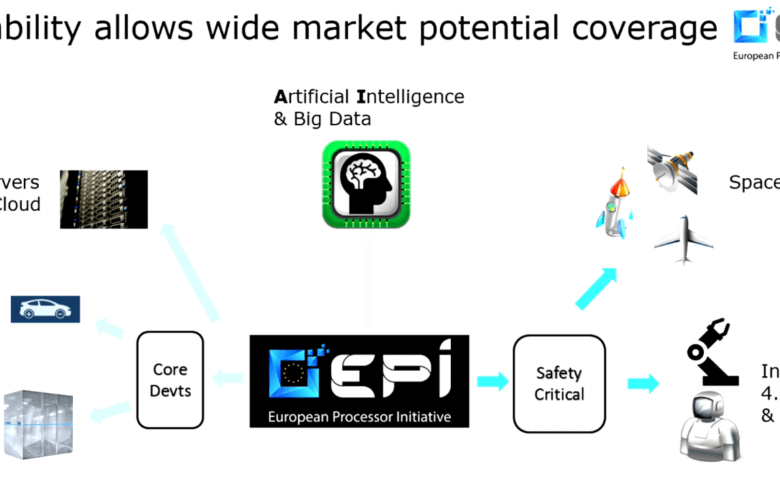 ability allows wide market potential coverage
European P
Artificial Intelligence
& Big Data
rvers
Cloud
Space
Core
Devts
EPI
European Processor Initiative
Safety
Critical
In
4.
&